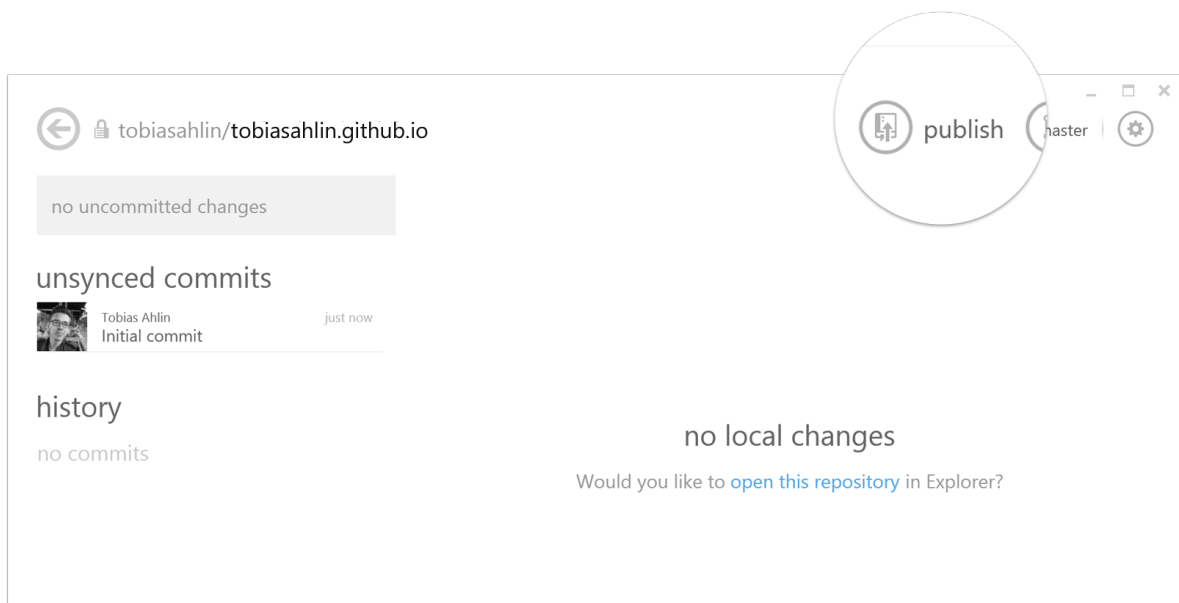 tobiasahlin/tobiasahlin.github.io
publish
master
no uncommitted changes
unsynced commits
Tobias Ahlin
just now
Initial commit
history
no commits
no local changes
Would you like to open this repository in Explorer?